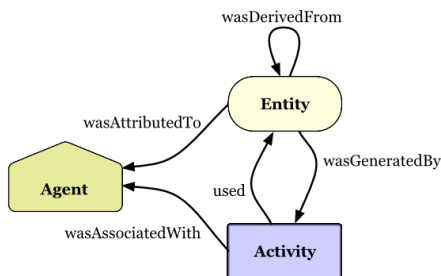 wasDerivedFrom
Entity
wasAttributedTo
wasGeneratedBy
Agent
used
wasAssociatedWith
Activity